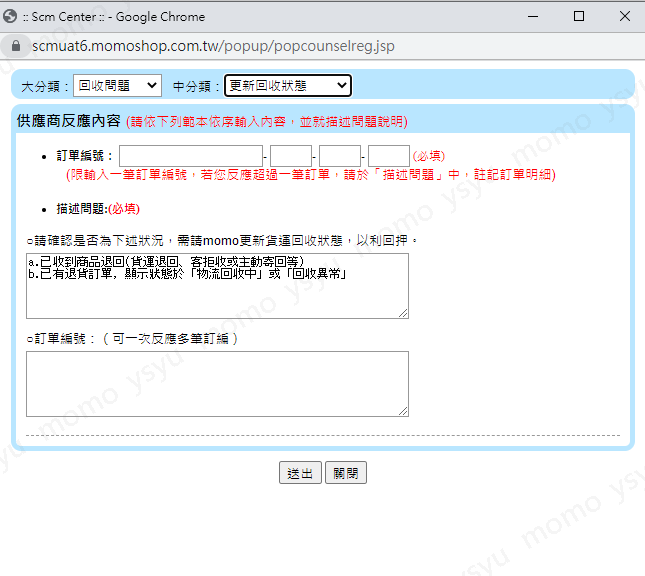 :: Scm Center :: - Google Chrome
scmuat6.momoshop.com.tw/popup/popcounselreg.jsp
大分類： 回收問題 中分類： 更新回收狀態
供應商反應內容 (請依下列範本依序輸入內容，並就描述問題說明)
• 訂單編號： - - - (必填)
(限輸入一筆訂單編號，若您反應超過一筆訂單，請於「描述問題」中，註記訂單明細)
• 描述問題:(必填)
○請確認是否為下述狀況，需請momo更新貨運回收狀態，以利回押。
a.已收到商品退回(貨運退回、客拒收或主動寄回等)
b.已有退貨訂單, 顯示狀態於「物流回收中」或「回收異常」
○訂單編號：（可一次反應多筆訂編）
送出 關閉
momo ysyu
momo ysyu
momo ysyu
momo ysyu